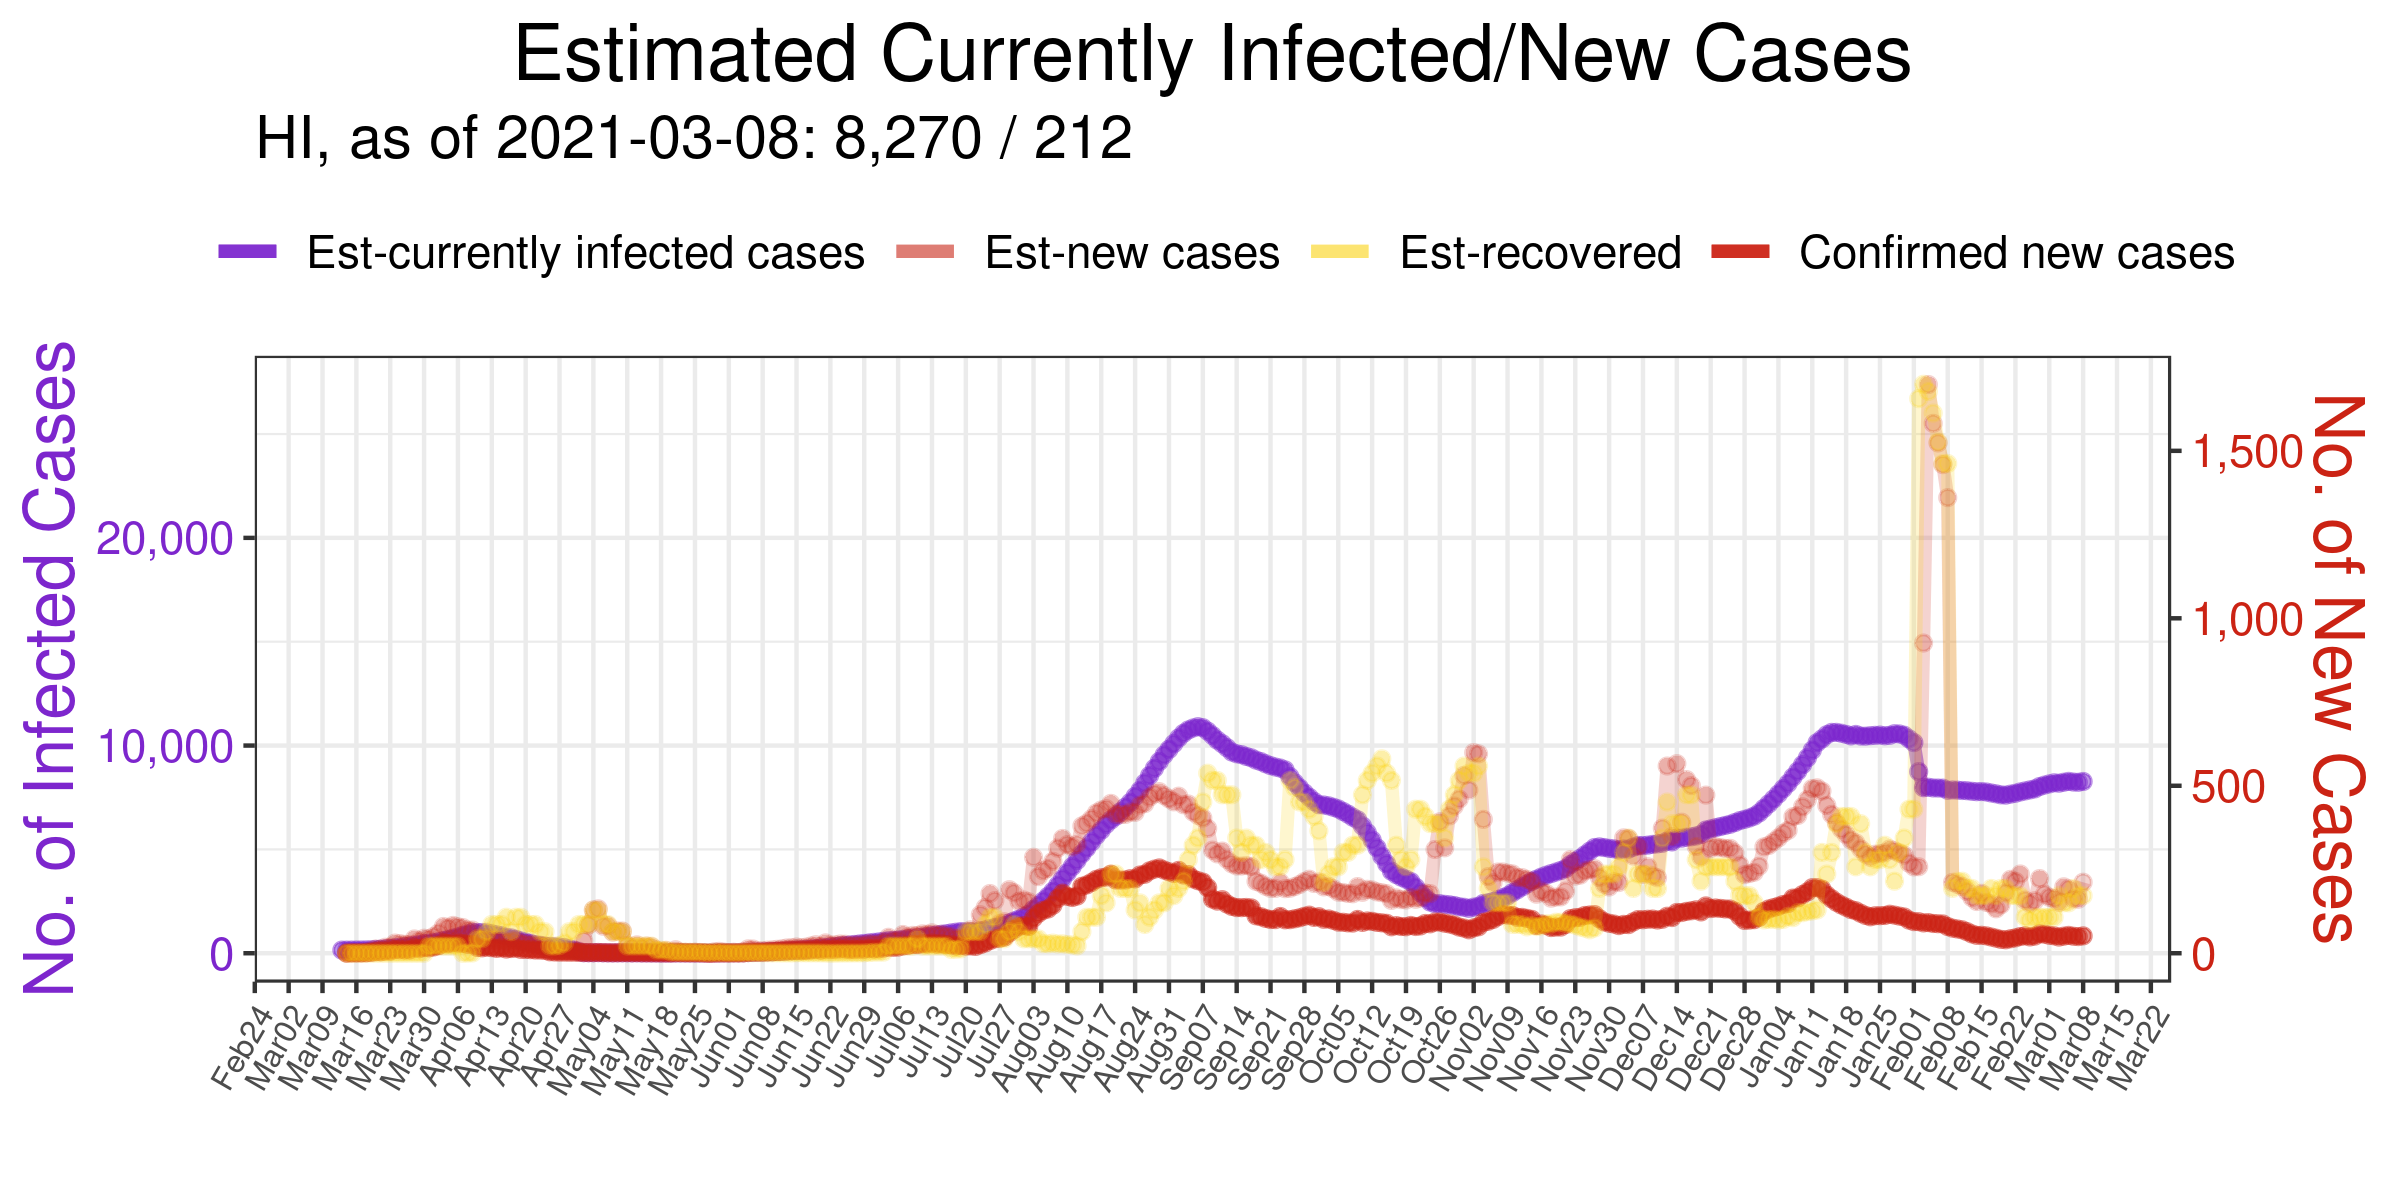 Estimated Currently Infected/New Cases
HI, as of 2021-03-08: 8,270 / 212
Est-currently infected cases
Est-new cases
Est-recovered
Confirmed new cases
No. of Infected Cases
20,000
10,000
0
1,500
1,000
500
0
No. of New Cases
Feb24
Mar02
Mar09
Mar16
Mar23
Mar30
Apr06
Apr13
Apr20
Apr27
May04
May11
May18
May25
Jun01
Jun08
Jun15
Jun22
Jun29
Jul06
Jul13
Jul20
Jul27
Aug03
Aug10
Aug17
Aug24
Aug31
Sep07
Sep14
Sep21
Sep28
Oct05
Oct12
Oct19
Oct26
Nov02
Nov09
Nov16
Nov23
Nov30
Dec07
Dec14
Dec21
Dec28
Jan04
Jan11
Jan18
Jan25
Feb01
Feb08
Feb15
Feb22
Mar01
Mar08
Mar15
Mar22